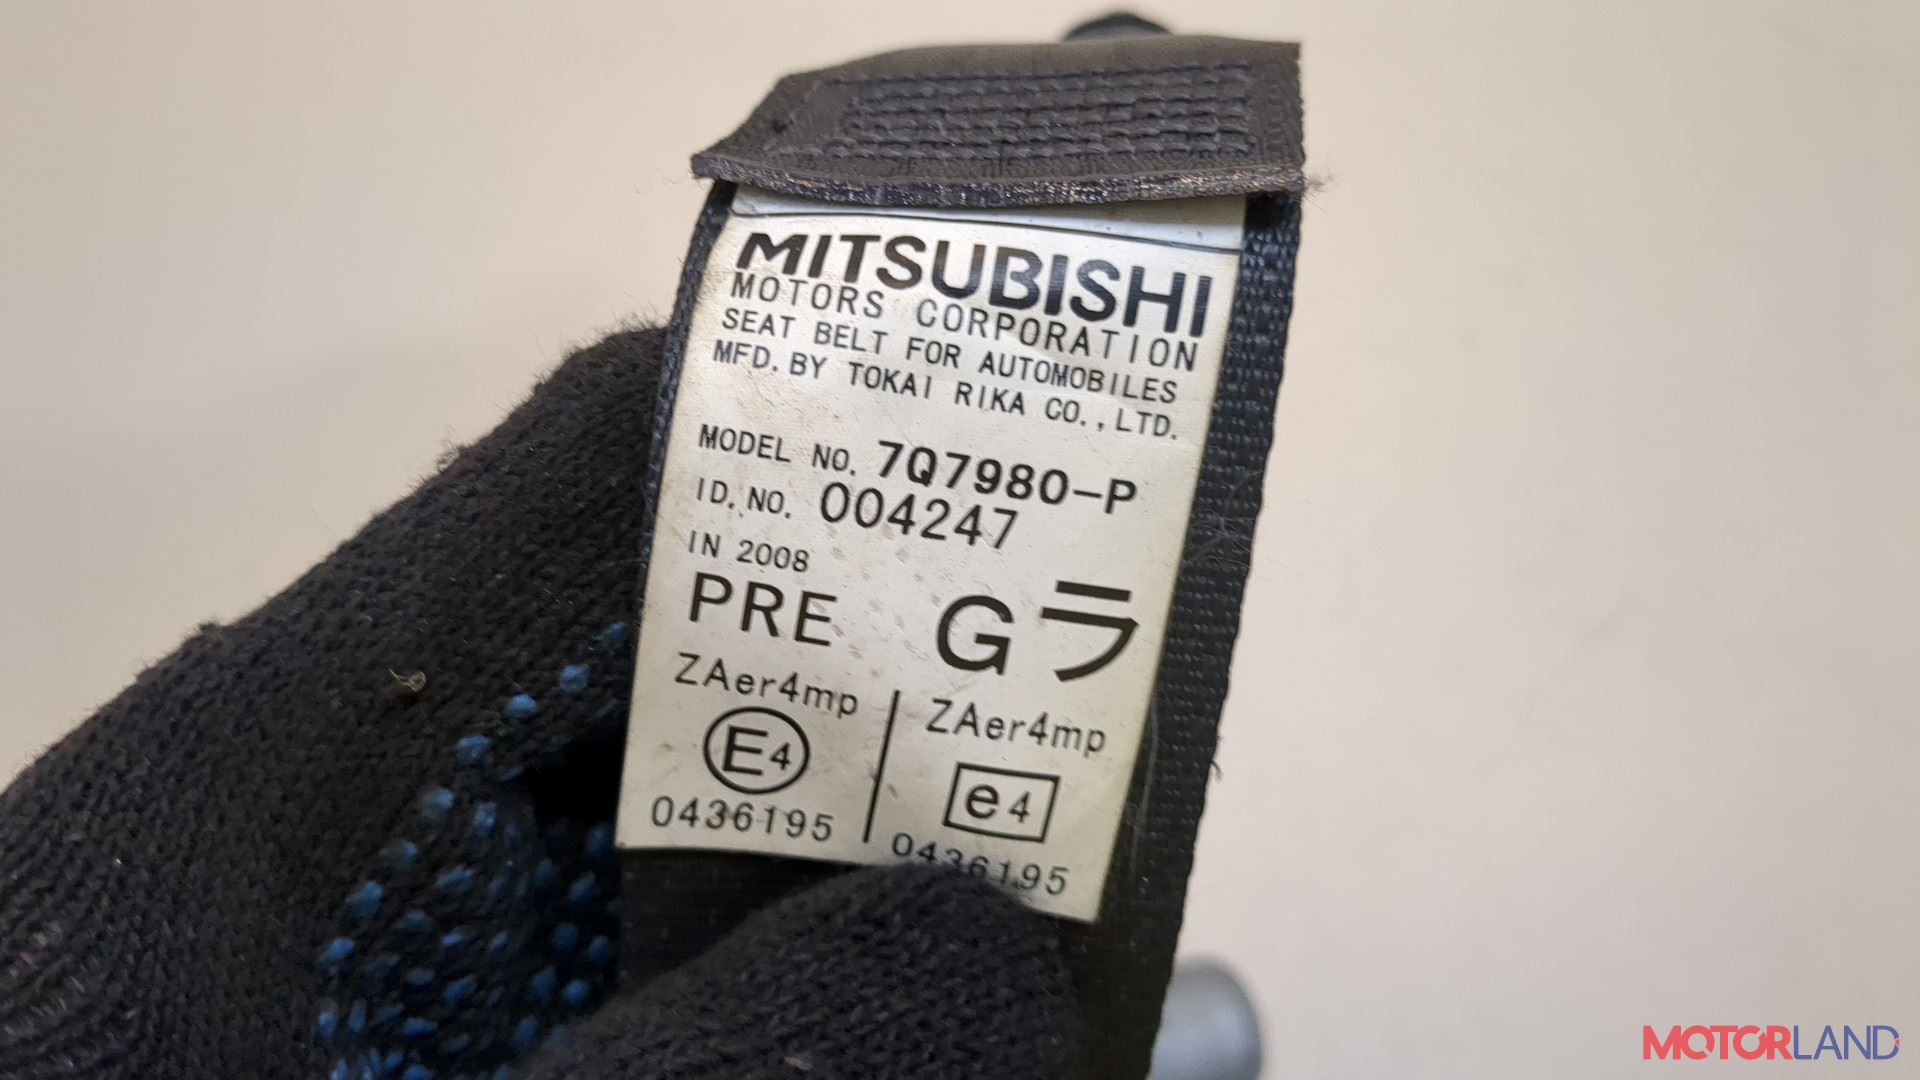 MITSUBISHI
MOTORS CORPORATION
SEAT BELT FOR AUTOMOBILES
MFD. BY TOKAI RIKA CO., LTD.
MODEL NO. 7Q7980-P
ID. NO. 004247
IN 2008
PRE Gラ
ZAer4mp
E4
0436195
ZAer4mp
e4
0436195
MOTORLAND